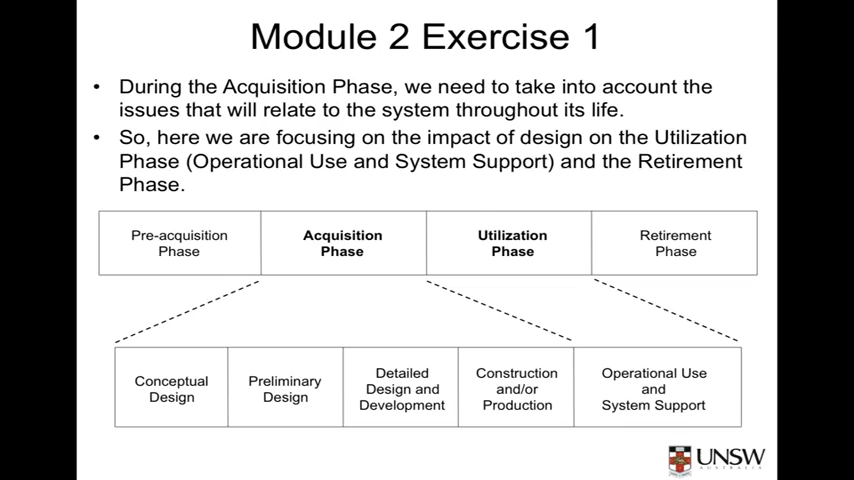 Module 2 Exercise 1
• During the Acquisition Phase, we need to take into account the
issues that will relate to the system throughout its life.
• So, here we are focusing on the impact of design on the Utilization
Phase (Operational Use and System Support) and the Retirement
Phase.
Pre-acquisition
Phase
Acquisition
Phase
Utilization
Phase
Retirement
Phase
Conceptual
Design
Preliminary
Design
Detailed
Design and
Development
Construction
and/or
Production
Operational Use
and
System Support
UNSW
AUSTRALIA